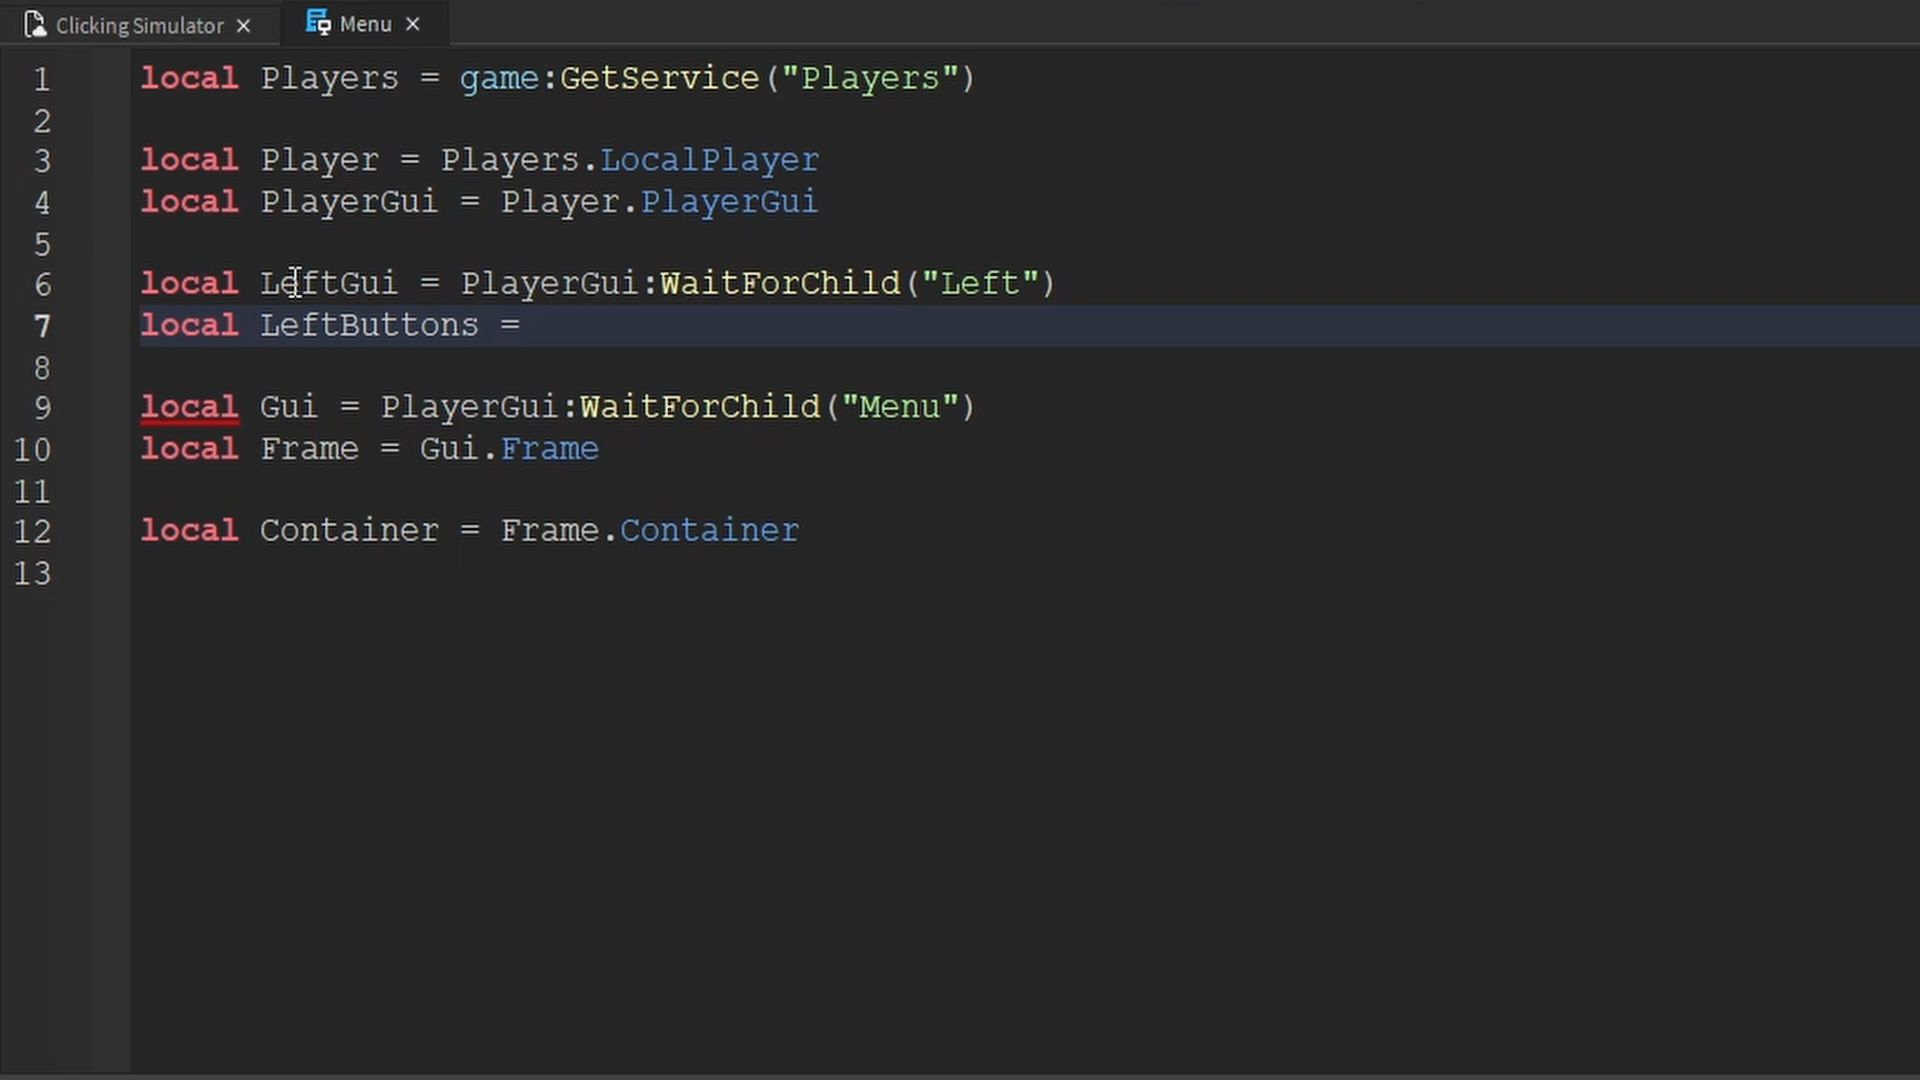 Clicking Simulator
Menu
1 local Players = game:GetService("Players")
2
3 local Player = Players.LocalPlayer
4 local PlayerGui = Player.PlayerGui
5
6 local LeftGui = PlayerGui:WaitForChild("Left")
7 local LeftButtons =
8
9 local Gui = PlayerGui:WaitForChild("Menu")
10 local Frame = Gui.Frame
11
12 local Container = Frame.Container
13